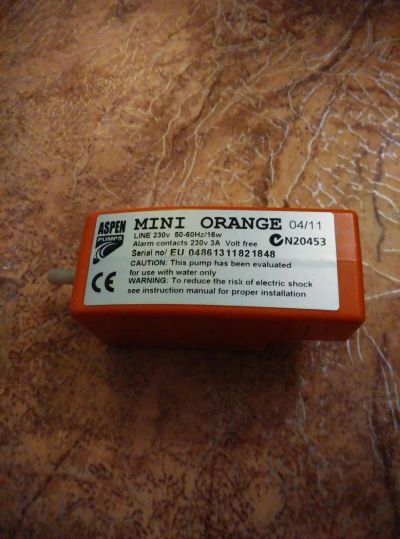 ASPEN
PUMPS
MINI ORANGE 04/11
LINE 230v 50-60Hz/16w
Alarm contacts 230v 3A Volt free
N20453
Serial no/ EU 04861311821848
CAUTION: This pump has been evaluated
for use with water only
WARNING: To reduce the risk of electric shock
see instruction manual for proper installation
CE